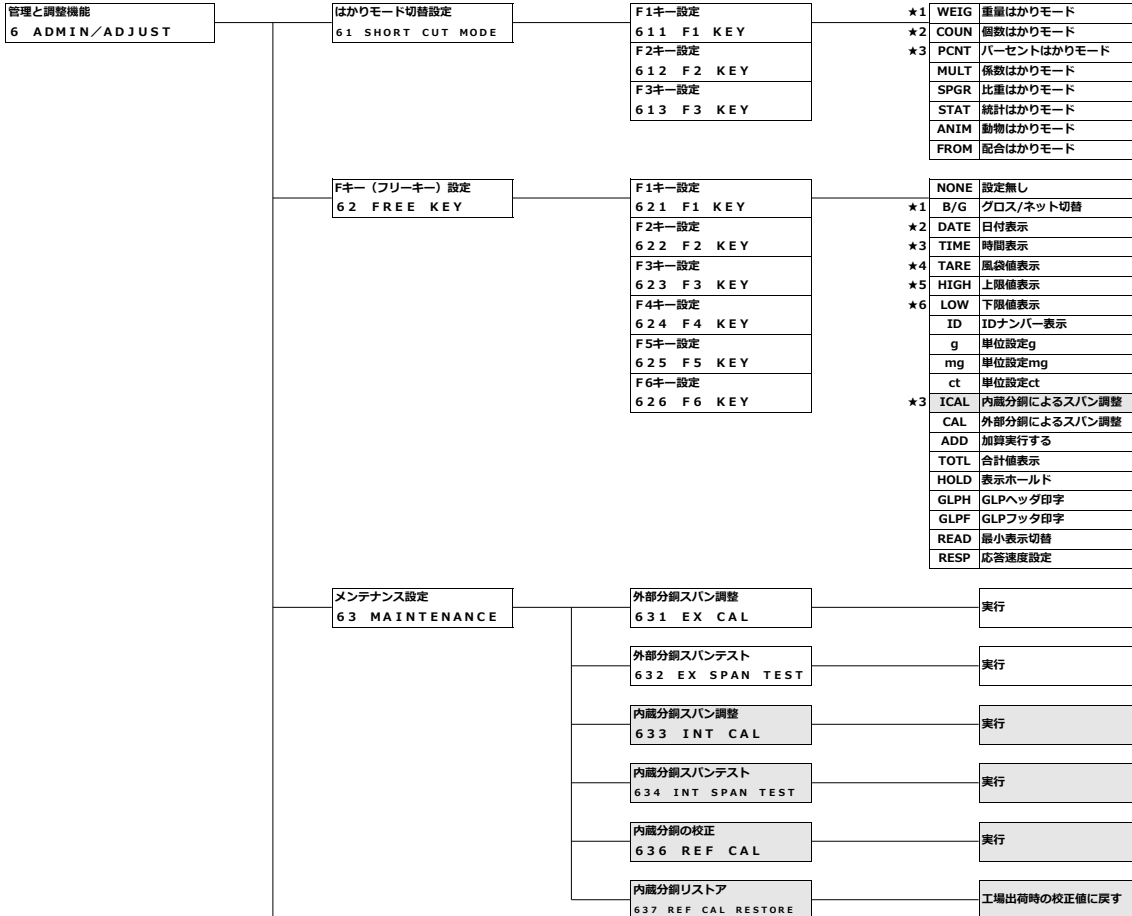 管理と調整機能
6 ADMIN／ADJUST
はかりモード切替設定
61 SHORT CUT MODE
F1キー設定
611 F1 KEY
F2キー設定
612 F2 KEY
F3キー設定
613 F3 KEY
★1 WEIG 重量はかりモード
★2 COUN 個数はかりモード
★3 PCNT パーセントはかりモード
MULT 係数はかりモード
SPGR 比重はかりモード
STAT 統計はかりモード
ANIM 動物はかりモード
FROM 配合はかりモード
Fキー（フリーキー）設定
62 FREE KEY
F1キー設定
621 F1 KEY
F2キー設定
622 F2 KEY
F3キー設定
623 F3 KEY
F4キー設定
624 F4 KEY
F5キー設定
625 F5 KEY
F6キー設定
626 F6 KEY
NONE 設定無し
★1 B/G グロス/ネット切替
★2 DATE 日付表示
★3 TIME 時間表示
★4 TARE 風袋値表示
★5 HIGH 上限値表示
★6 LOW 下限値表示
ID IDナンバー表示
g 単位設定g
mg 単位設定mg
ct 単位設定ct
★3 ICAL 内蔵分銅によるスパン調整
CAL 外部分銅によるスパン調整
ADD 加算実行する
TOTL 合計値表示
HOLD 表示ホールド
GLPH GLPヘッダ印字
GLPF GLPフッタ印字
READ 最小表示切替
RESP 応答速度設定
メンテナンス設定
63 MAINTENANCE
外部分銅スパン調整
631 EX CAL
実行
外部分銅スパンテスト
632 EX SPAN TEST
実行
内蔵分銅スパン調整
633 INT CAL
実行
内蔵分銅スパンテスト
634 INT SPAN TEST
実行
内蔵分銅の校正
636 REF CAL
実行
内蔵分銅リストア
637 REF CAL RESTORE
工場出荷時の校正値に戻す